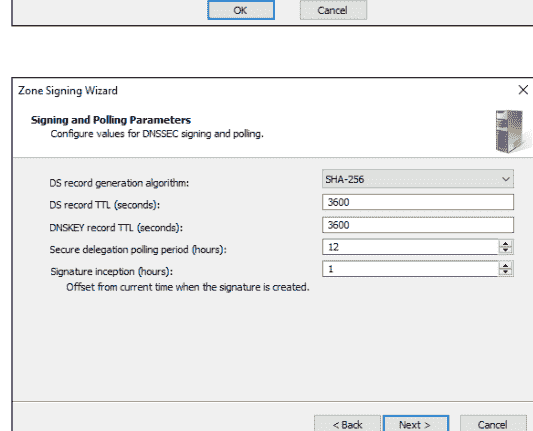 OK Cancel
Zone Signing Wizard
Signing and Polling Parameters
Configure values for DNSSEC signing and polling.
DS record generation algorithm: SHA-256
DS record TTL (seconds): 3600
DNSKEY record TTL (seconds): 3600
Secure delegation polling period (hours): 12
Signature inception (hours): 1
Offset from current time when the signature is created.
< Back Next > Cancel